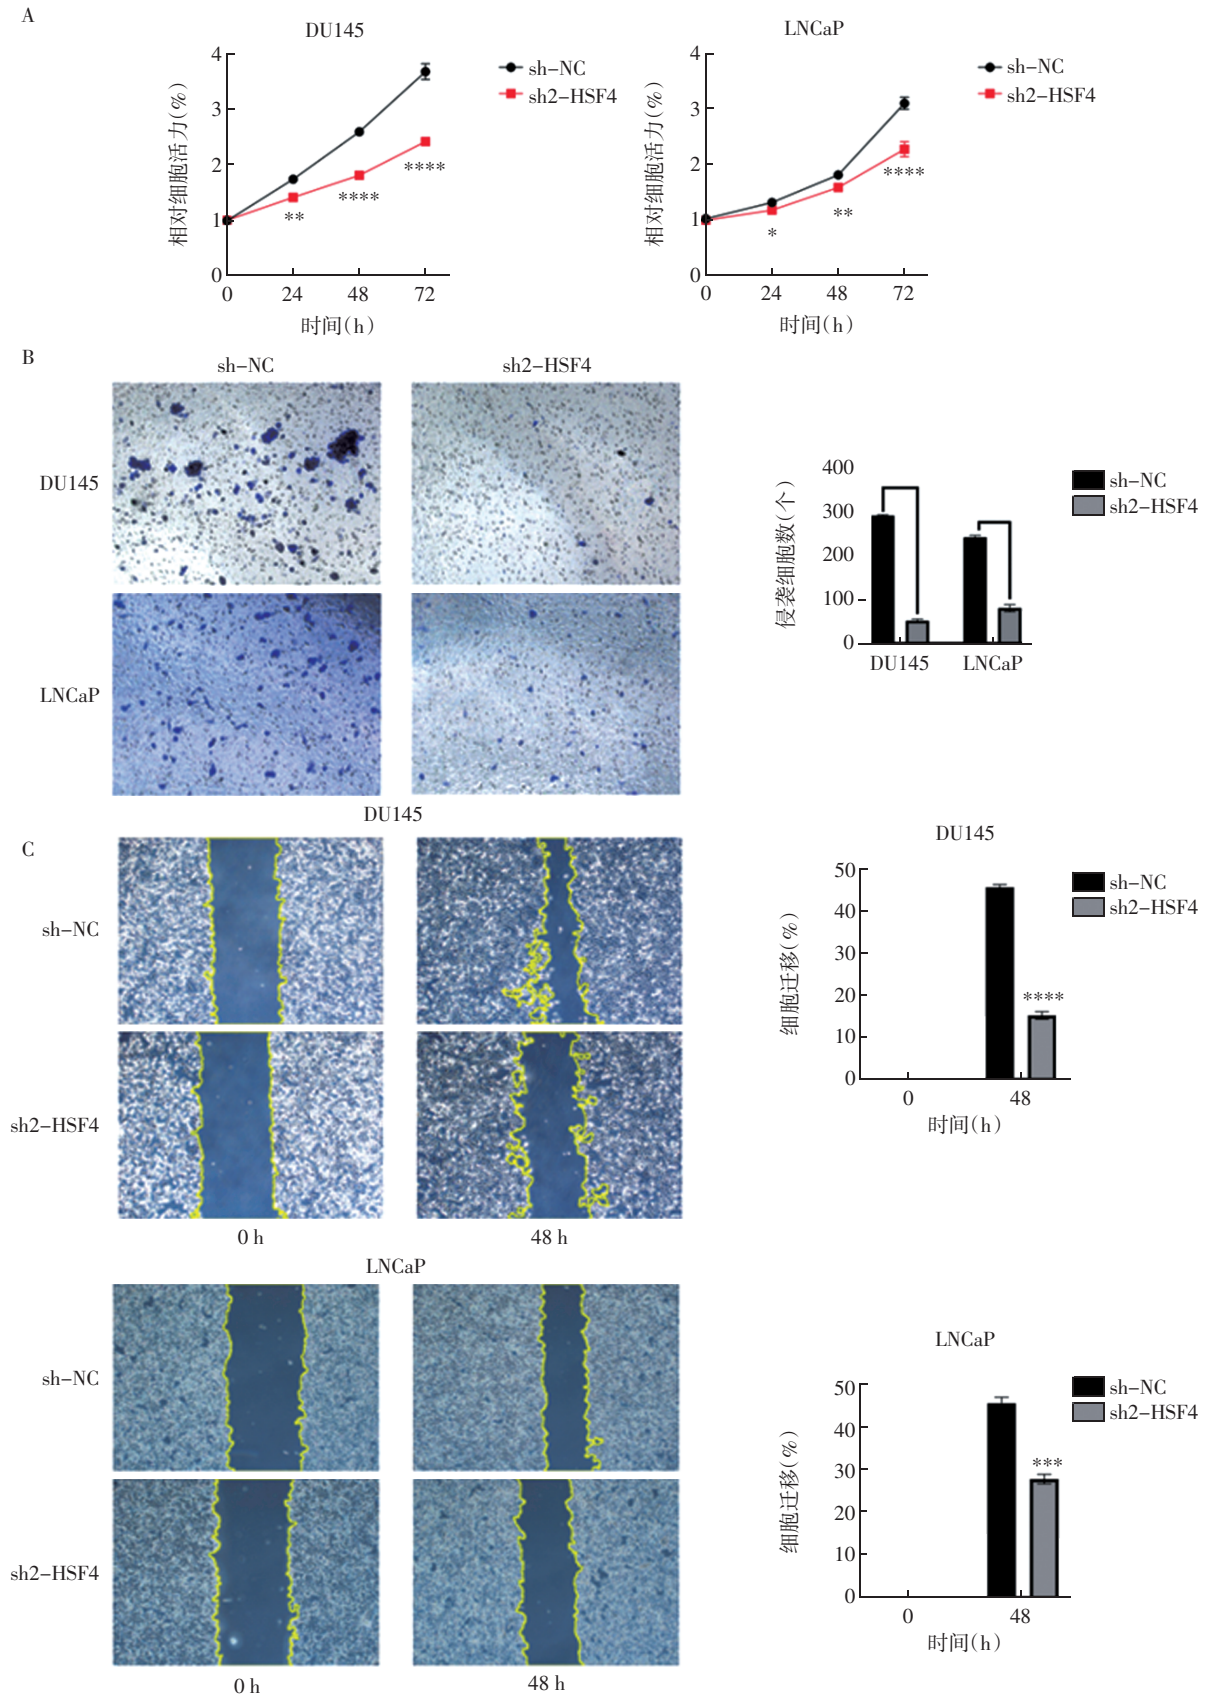 A
DU145
4
3
2
1
0
相对细胞活力(%)
sh-NC
sh2-HSF4
**
****
****
0 24 48 72
时间(h)
LNCaP
4
3
2
1
0
相对细胞活力(%)
sh-NC
sh2-HSF4
*
**
****
0 24 48 72
时间(h)
B
sh-NC sh2-HSF4
DU145
LNCaP
400
300
200
100
0
侵袭细胞数(个)
sh-NC
sh2-HSF4
DU145 LNCaP
C
DU145
sh-NC
sh2-HSF4
0 h 48 h
DU145
50
40
30
20
10
0
细胞迁移(%)
sh-NC
sh2-HSF4
****
0 48
时间(h)
LNCaP
sh-NC
sh2-HSF4
0 h 48 h
LNCaP
50
40
30
20
10
0
细胞迁移(%)
sh-NC
sh2-HSF4
***
0 48
时间(h)